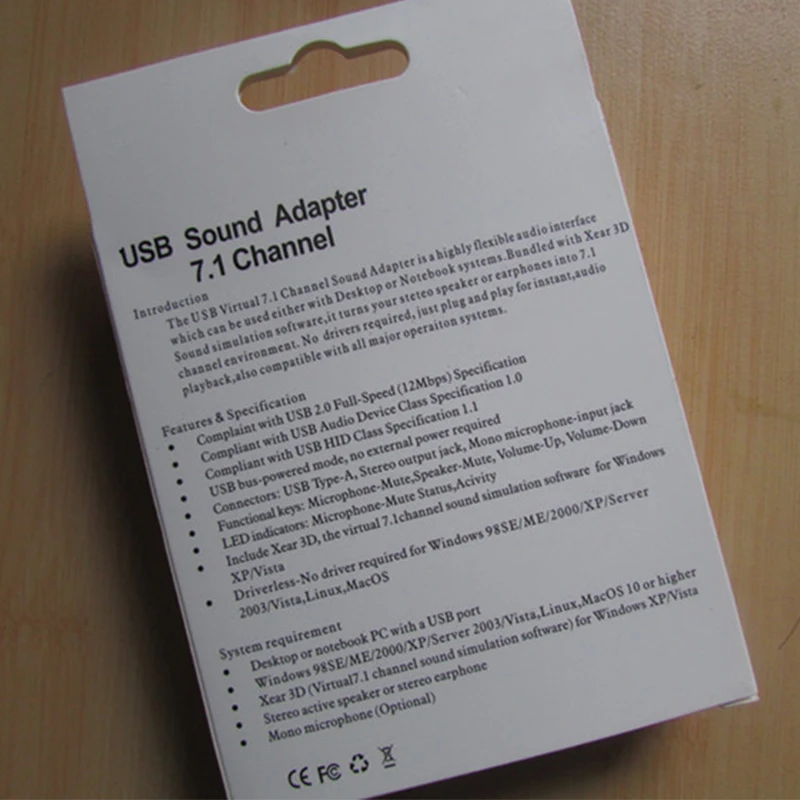 USB Sound Adapter
7.1 Channel
Introduction
The USB Virtual 7.1 Channel Sound Adapter is a highly flexible audio interface
which can be used either with Desktop or Notebook systems.Bundled with Xear 3D
Sound simulation software,it turns your stereo speaker or earphones into 7.1
channel environment. No drivers required, just plug and play for instant,audio
playback,also compatible with all major operaiton systems.
Features & Specification
• Complaint with USB 2.0 Full-Speed (12Mbps) Specification
• Compliant with USB Audio Device Class Specification 1.0
• Compliant with USB HID Class Specification 1.1
• USB bus-powered mode, no external power required
• Connectors: USB Type-A, Stereo output jack, Mono microphone-input jack
• Functional keys: Microphone-Mute,Speaker-Mute, Volume-Up, Volume-Down
• LED indicators: Microphone-Mute Status,Acivity
• Include Xear 3D, the virtual 7.1channel sound simulation software for Windows
XP/Vista
• Driverless-No driver required for Windows 98SE/ME/2000/XP/Server
2003/Vista,Linux,MacOS
System requirement
• Desktop or notebook PC with a USB port
• Windows 98SE/ME/2000/XP/Server 2003/Vista,Linux,MacOS 10 or higher
• Xear 3D (Virtual7.1 channel sound simulation software) for Windows XP/Vista
• Stereo active speaker or stereo earphone
• Mono microphone (Optional)
CE FC